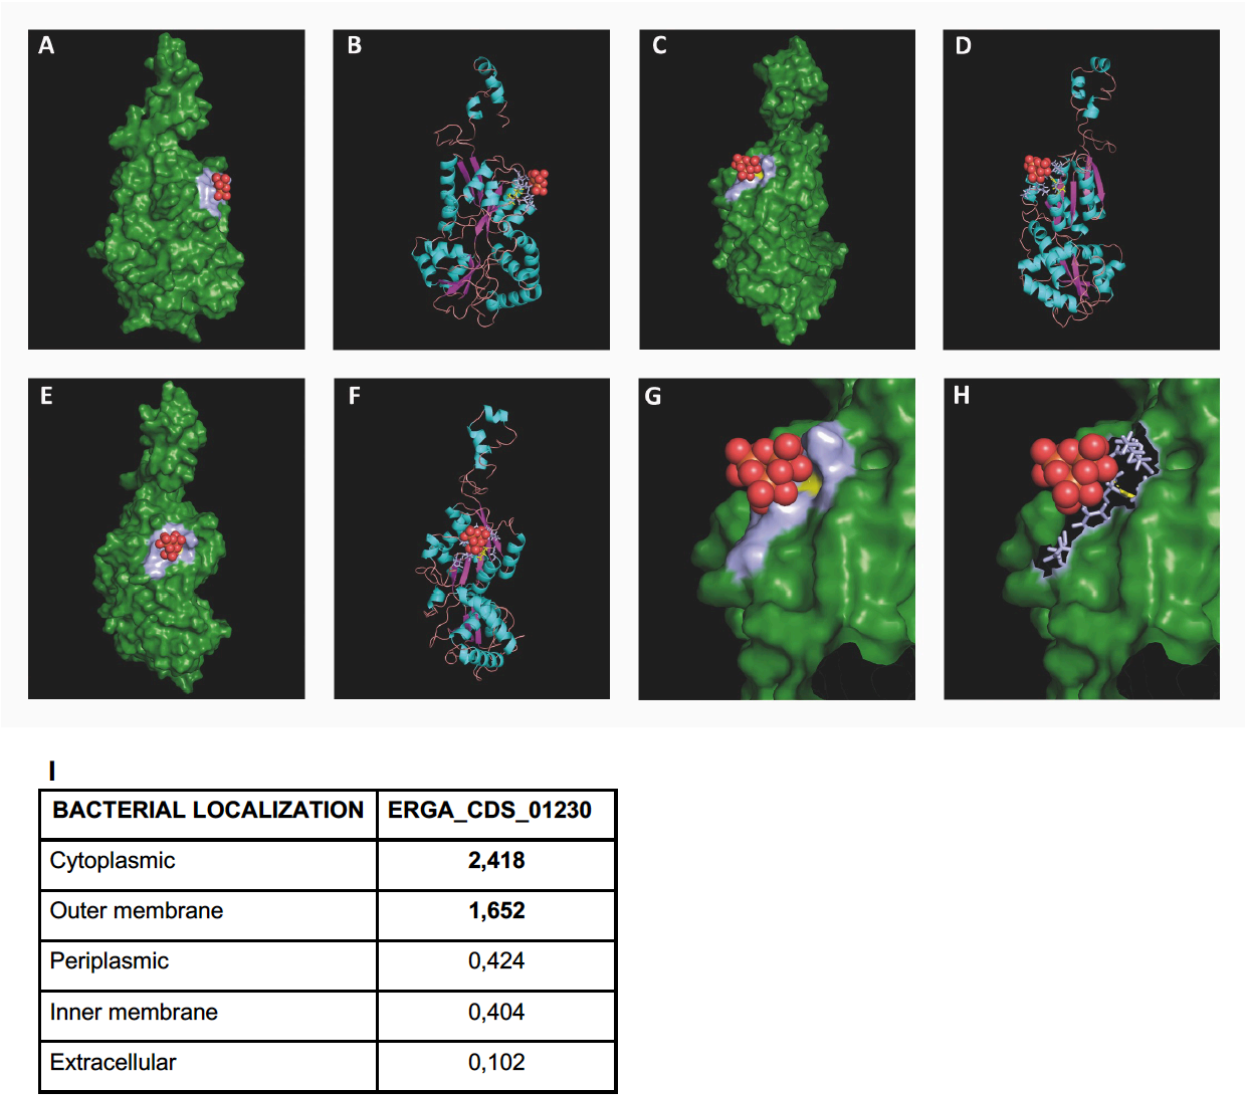 A
B
C
D
E
F
G
H
I
BACTERIAL LOCALIZATION ERGA_CDS_01230
Cytoplasmic 2,418
Outer membrane 1,652
Periplasmic 0,424
Inner membrane 0,404
Extracellular 0,102